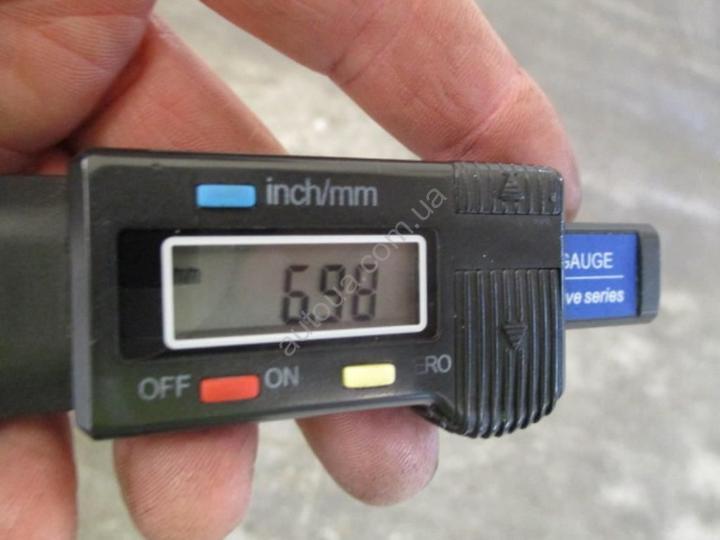 inch/mm
6.98
GAUGE
ve series
OFF
ON
ERO
autoua.com.ua